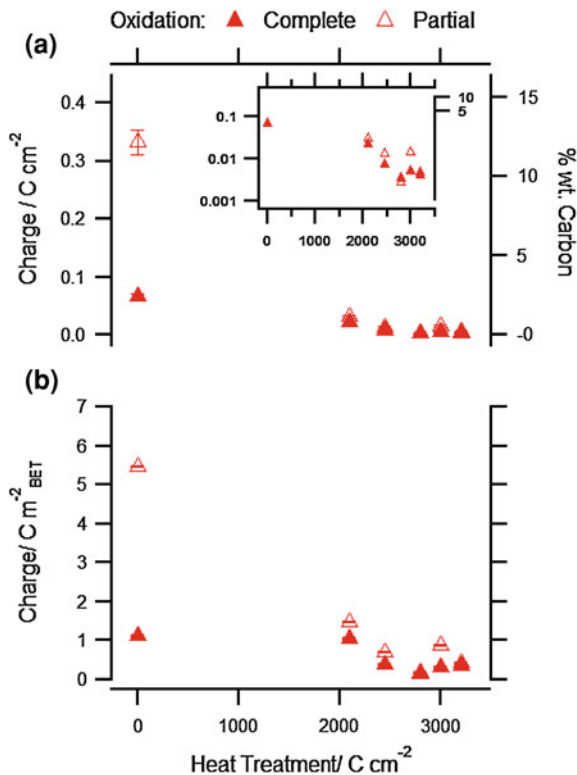 Oxidation: ▲ Complete △ Partial
(a)
Charge / C cm-2
0.4
0.3
0.2
0.1
0.0
% wt. Carbon
15
10
5
-0
0.1
0.01
0.001
10
5
0 1000 2000 3000
(b)
Charge/ C m-2 BET
7
6
5
4
3
2
1
0
0 1000 2000 3000
Heat Treatment/ C cm-2